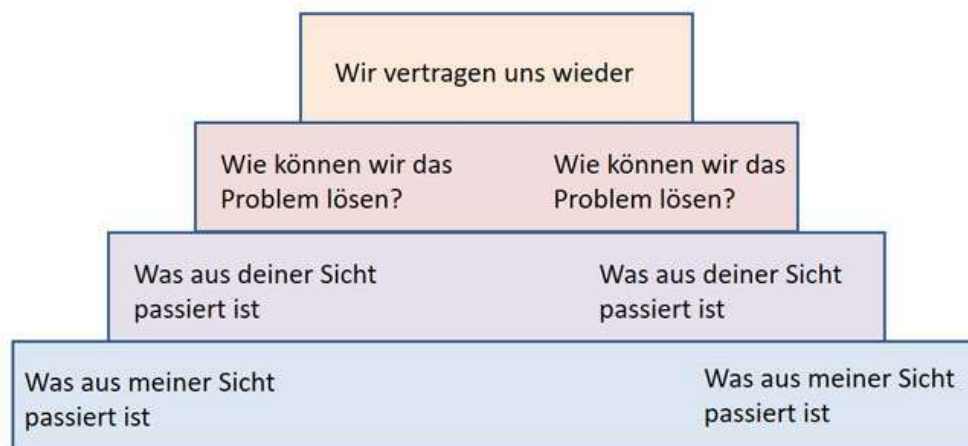 Wir vertragen uns wieder
Wie können wir das
Problem lösen?
Wie können wir das
Problem lösen?
Was aus deiner Sicht
passiert ist
Was aus deiner Sicht
passiert ist
Was aus meiner Sicht
passiert ist
Was aus meiner Sicht
passiert ist